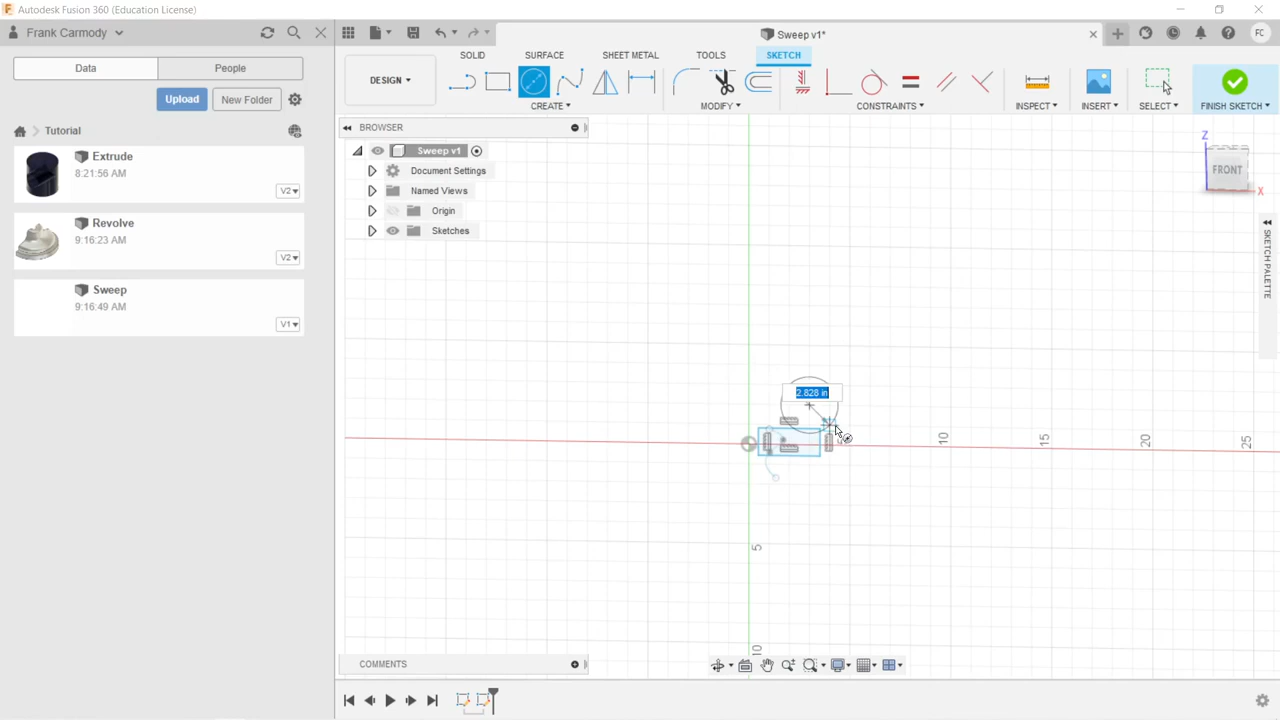 Autodesk Fusion 360 (Education License)
Frank Carmody
Sweep v1*
FC
Data
People
Upload
New Folder
Tutorial
Extrude
8:21:56 AM
V2
Revolve
9:16:23 AM
V2
Sweep
9:16:49 AM
V1
DESIGN
SOLID
SURFACE
SHEET METAL
TOOLS
SKETCH
CREATE
MODIFY
CONSTRAINTS
INSPECT
INSERT
SELECT
FINISH SKETCH
BROWSER
Sweep v1
Document Settings
Named Views
Origin
Sketches
Z
FRONT
X
SKETCH PALETTE
2.828 in
10
15
20
25
5
10
COMMENTS